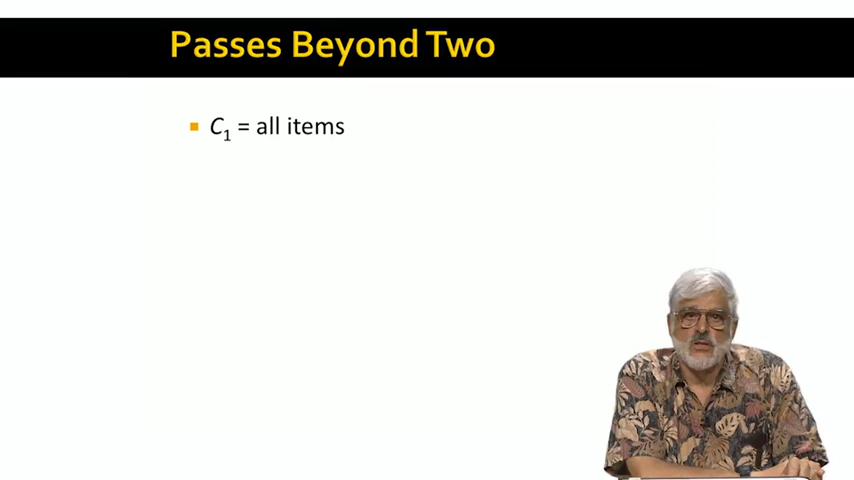 Passes Beyond Two
C₁ = all items